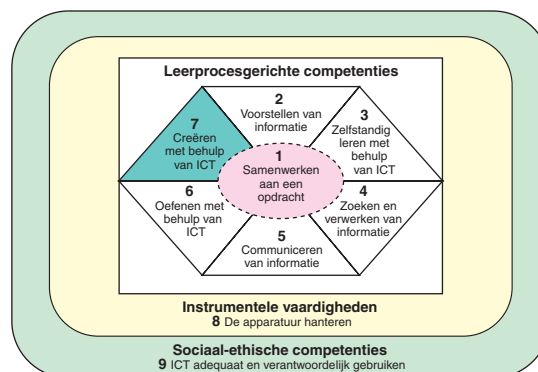 Leerprocesgerichte competenties
2
Voorstellen van
informatie
3
Zelfstandig
leren met
behulp
van ICT
7
Creëren
met behulp
van ICT
1
Samenwerken
aan een
opdracht
6
Oefenen met
behulp van
ICT
4
Zoeken en
verwerken van
informatie
5
Communiceren
van informatie
Instrumentele vaardigheden
8 De apparatuur hanteren
Sociaal-ethische competenties
9 ICT adequaat en verantwoordelijk gebruiken